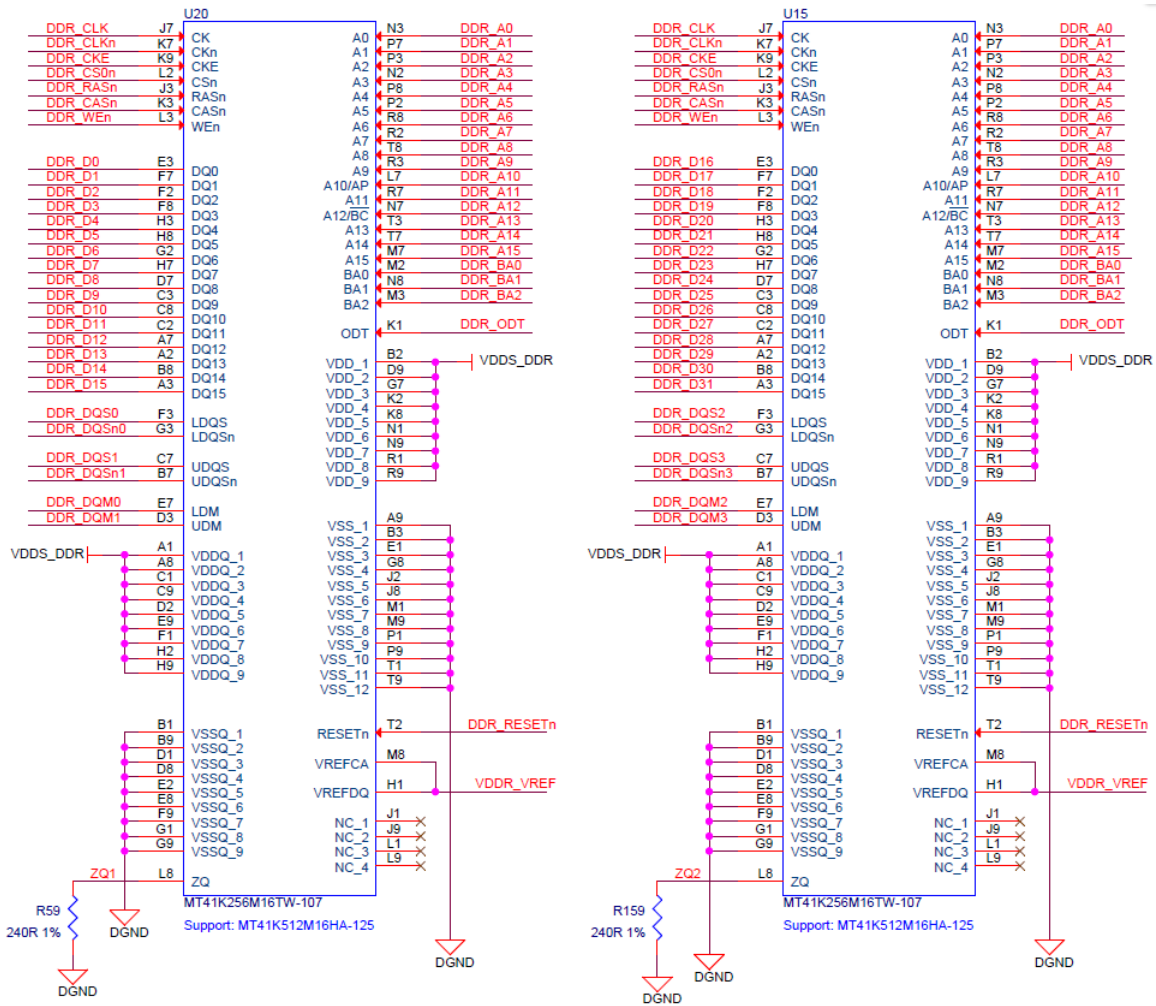 U20
DDR_CLK J7 CK
DDR_CLKn K7 CKn
DDR_CKE K9 CKE
DDR_CS0n L2 CSn
DDR_RASn J3 RASn
DDR_CASn K3 CASn
DDR_WEn L3 WEn
DDR_D0 E3 DQ0
DDR_D1 F7 DQ1
DDR_D2 F2 DQ2
DDR_D3 F8 DQ3
DDR_D4 H3 DQ4
DDR_D5 H8 DQ5
DDR_D6 G2 DQ6
DDR_D7 H7 DQ7
DDR_D8 D7 DQ8
DDR_D9 C3 DQ9
DDR_D10 C8 DQ10
DDR_D11 C2 DQ11
DDR_D12 A7 DQ12
DDR_D13 A2 DQ13
DDR_D14 B8 DQ14
DDR_D15 A3 DQ15
DDR_DQS0 F3 LDQS
DDR_DQSn0 G3 LDQSn
DDR_DQS1 C7 UDQS
DDR_DQSn1 B7 UDQSn
DDR_DQM0 E7 LDM
DDR_DQM1 D3 UDM
VDDS_DDR
A1 VDDQ_1
A8 VDDQ_2
C1 VDDQ_3
C9 VDDQ_4
D2 VDDQ_5
E9 VDDQ_6
F1 VDDQ_7
H2 VDDQ_8
H9 VDDQ_9
B1 VSSQ_1
B9 VSSQ_2
D1 VSSQ_3
D8 VSSQ_4
E2 VSSQ_5
E8 VSSQ_6
F9 VSSQ_7
G1 VSSQ_8
G9 VSSQ_9
ZQ1 L8 ZQ
R59
240R 1%
DGND
DGND
A0 N3 DDR_A0
A1 P7 DDR_A1
A2 P3 DDR_A2
A3 N2 DDR_A3
A4 P8 DDR_A4
A5 P2 DDR_A5
A6 R8 DDR_A6
A7 R2 DDR_A7
A8 T8 DDR_A8
A9 R3 DDR_A9
A10/AP L7 DDR_A10
A11 R7 DDR_A11
A12/BC N7 DDR_A12
A13 T3 DDR_A13
A14 T7 DDR_A14
A15 M7 DDR_A15
BA0 M2 DDR_BA0
BA1 N8 DDR_BA1
BA2 M3 DDR_BA2
ODT K1 DDR_ODT
VDD_1 B2 VDDS_DDR
VDD_2 D9
VDD_3 G7
VDD_4 K2
VDD_5 K8
VDD_6 N1
VDD_7 N9
VDD_8 R1
VDD_9 R9
VSS_1 A9
VSS_2 B3
VSS_3 E1
VSS_4 G8
VSS_5 J2
VSS_6 J8
VSS_7 M1
VSS_8 M9
VSS_9 P1
VSS_10 P9
VSS_11 T1
VSS_12 T9
RESETn T2 DDR_RESETn
VREFCA M8
VREFDQ H1 VDDR_VREF
NC_1 J1
NC_2 J9
NC_3 L1
NC_4 L9
MT41K256M16TW-107
Support: MT41K512M16HA-125
DGND
U15
DDR_CLK J7 CK
DDR_CLKn K7 CKn
DDR_CKE K9 CKE
DDR_CS0n L2 CSn
DDR_RASn J3 RASn
DDR_CASn K3 CASn
DDR_WEn L3 WEn
DDR_D16 E3 DQ0
DDR_D17 F7 DQ1
DDR_D18 F2 DQ2
DDR_D19 F8 DQ3
DDR_D20 H3 DQ4
DDR_D21 H8 DQ5
DDR_D22 G2 DQ6
DDR_D23 H7 DQ7
DDR_D24 D7 DQ8
DDR_D25 C3 DQ9
DDR_D26 C8 DQ10
DDR_D27 C2 DQ11
DDR_D28 A7 DQ12
DDR_D29 A2 DQ13
DDR_D30 B8 DQ14
DDR_D31 A3 DQ15
DDR_DQS2 F3 LDQS
DDR_DQSn2 G3 LDQSn
DDR_DQS3 C7 UDQS
DDR_DQSn3 B7 UDQSn
DDR_DQM2 E7 LDM
DDR_DQM3 D3 UDM
VDDS_DDR
A1 VDDQ_1
A8 VDDQ_2
C1 VDDQ_3
C9 VDDQ_4
D2 VDDQ_5
E9 VDDQ_6
F1 VDDQ_7
H2 VDDQ_8
H9 VDDQ_9
B1 VSSQ_1
B9 VSSQ_2
D1 VSSQ_3
D8 VSSQ_4
E2 VSSQ_5
E8 VSSQ_6
F9 VSSQ_7
G1 VSSQ_8
G9 VSSQ_9
ZQ2 L8 ZQ
R159
240R 1%
DGND
DGND
A0 N3 DDR_A0
A1 P7 DDR_A1
A2 P3 DDR_A2
A3 N2 DDR_A3
A4 P8 DDR_A4
A5 P2 DDR_A5
A6 R8 DDR_A6
A7 R2 DDR_A7
A8 T8 DDR_A8
A9 R3 DDR_A9
A10/AP L7 DDR_A10
A11 R7 DDR_A11
A12/BC N7 DDR_A12
A13 T3 DDR_A13
A14 T7 DDR_A14
A15 M7 DDR_A15
BA0 M2 DDR_BA0
BA1 N8 DDR_BA1
BA2 M3 DDR_BA2
ODT K1 DDR_ODT
VDD_1 B2 VDDS_DDR
VDD_2 D9
VDD_3 G7
VDD_4 K2
VDD_5 K8
VDD_6 N1
VDD_7 N9
VDD_8 R1
VDD_9 R9
VSS_1 A9
VSS_2 B3
VSS_3 E1
VSS_4 G8
VSS_5 J2
VSS_6 J8
VSS_7 M1
VSS_8 M9
VSS_9 P1
VSS_10 P9
VSS_11 T1
VSS_12 T9
RESETn T2 DDR_RESETn
VREFCA M8
VREFDQ H1 VDDR_VREF
NC_1 J1
NC_2 J9
NC_3 L1
NC_4 L9
MT41K256M16TW-107
Support: MT41K512M16HA-125
DGND